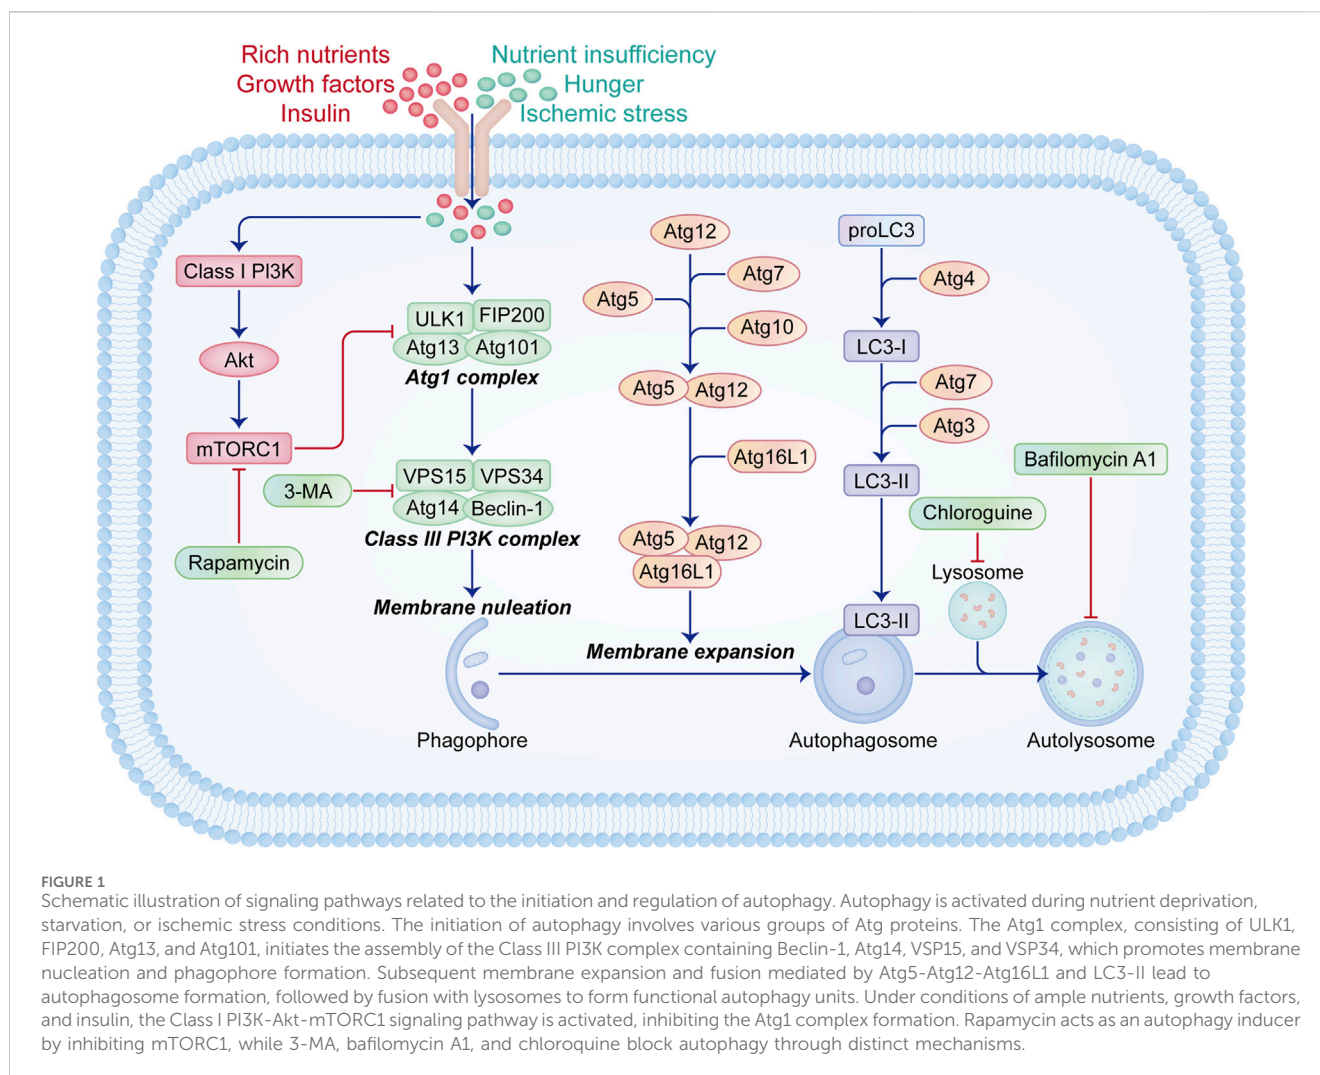 Rich nutrients
Growth factors
Insulin
Nutrient insufficiency
Hunger
Ischemic stress
Class I PI3K
Akt
mTORC1
Rapamycin
3-MA
ULK1
FIP200
Atg13
Atg101
Atg1 complex
VPS15
VPS34
Atg14
Beclin-1
Class III PI3K complex
Membrane nuleation
Phagophore
Atg12
Atg7
Atg5
Atg10
Atg5
Atg12
Atg16L1
Atg5
Atg12
Atg16L1
Membrane expansion
proLC3
Atg4
LC3-I
Atg7
Atg3
LC3-II
LC3-II
Autophagosome
Bafilomycin A1
Chloroguine
Lysosome
Autolysosome
FIGURE 1
Schematic illustration of signaling pathways related to the initiation and regulation of autophagy. Autophagy is activated during nutrient deprivation,
starvation, or ischemic stress conditions. The initiation of autophagy involves various groups of Atg proteins. The Atg1 complex, consisting of ULK1,
FIP200, Atg13, and Atg101, initiates the assembly of the Class III PI3K complex containing Beclin-1, Atg14, VSP15, and VSP34, which promotes membrane
nucleation and phagophore formation. Subsequent membrane expansion and fusion mediated by Atg5-Atg12-Atg16L1 and LC3-II lead to
autophagosome formation, followed by fusion with lysosomes to form functional autophagy units. Under conditions of ample nutrients, growth factors,
and insulin, the Class I PI3K-Akt-mTORC1 signaling pathway is activated, inhibiting the Atg1 complex formation. Rapamycin acts as an autophagy inducer
by inhibiting mTORC1, while 3-MA, bafilomycin A1, and chloroquine block autophagy through distinct mechanisms.